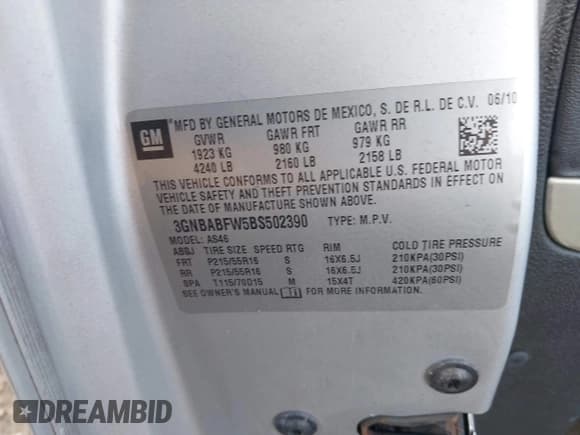 GM
*MFD BY GENERAL MOTORS DE MEXICO, S. DE R.L. DE C.V. 06/10
GVWR GAWR FRT GAWR RR
1923 KG 980 KG 979 KG
4240 LB 2160 LB 2158 LB
THIS VEHICLE CONFORMS TO ALL APPLICABLE U.S. FEDERAL MOTOR
VEHICLE SAFETY AND THEFT PREVENTION STANDARDS IN EFFECT ON
THE DATE OF MANUFACTURE SHOWN ABOVE.
3GNBABFW5BS502390 TYPE: M.P.V.
MODEL: AS46
ABBJ TIRE SIZE SPEED RTG RIM COLD TIRE PRESSURE
FRT P215/55R16 S 16X6.5J 210KPA(30PSI)
RR P215/55R16 S 16X6.5J 210KPA(30PSI)
SPA T115/70D15 M 15X4T 420KPA(60PSI)
SEE OWNER'S MANUAL FOR MORE INFORMATION
DREAMBID